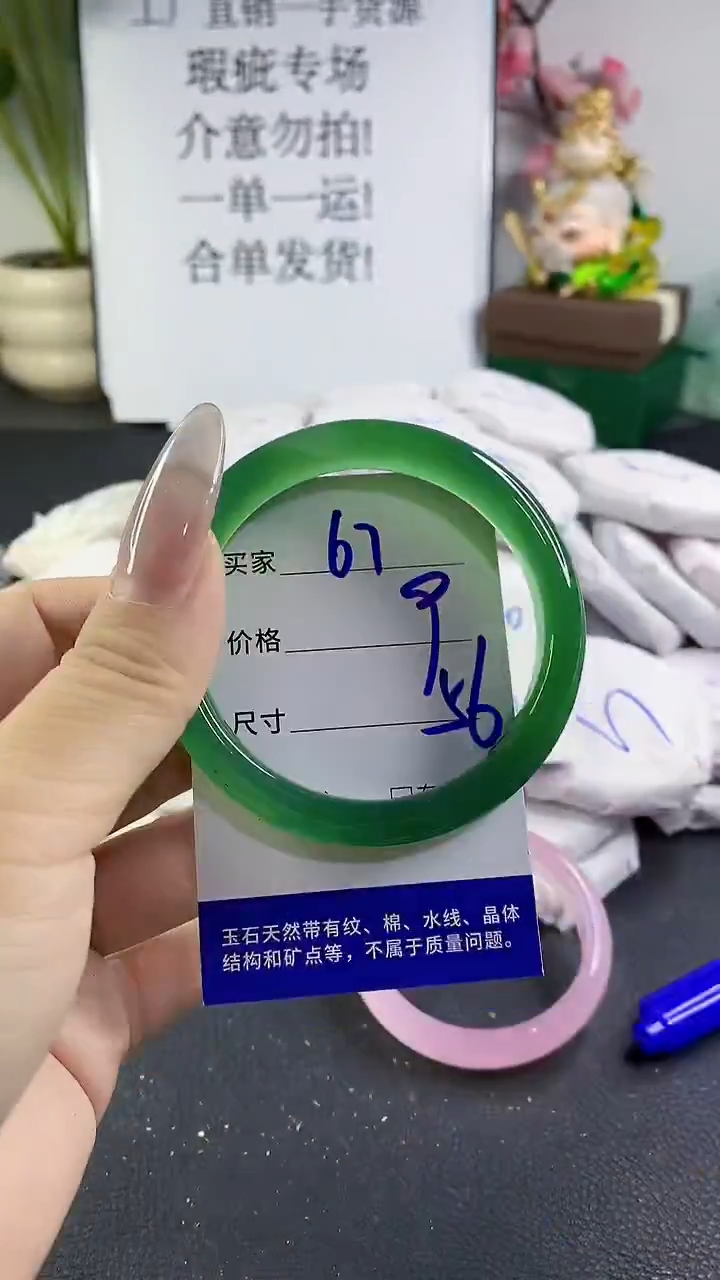 工厂直销一手货源
瑕疵专场
介意勿拍!
一单一运!
合单发货!
买家 67
价格
尺寸 56
玉石天然带有纹、棉、水线、晶体
结构和矿点等，不属于质量问题。